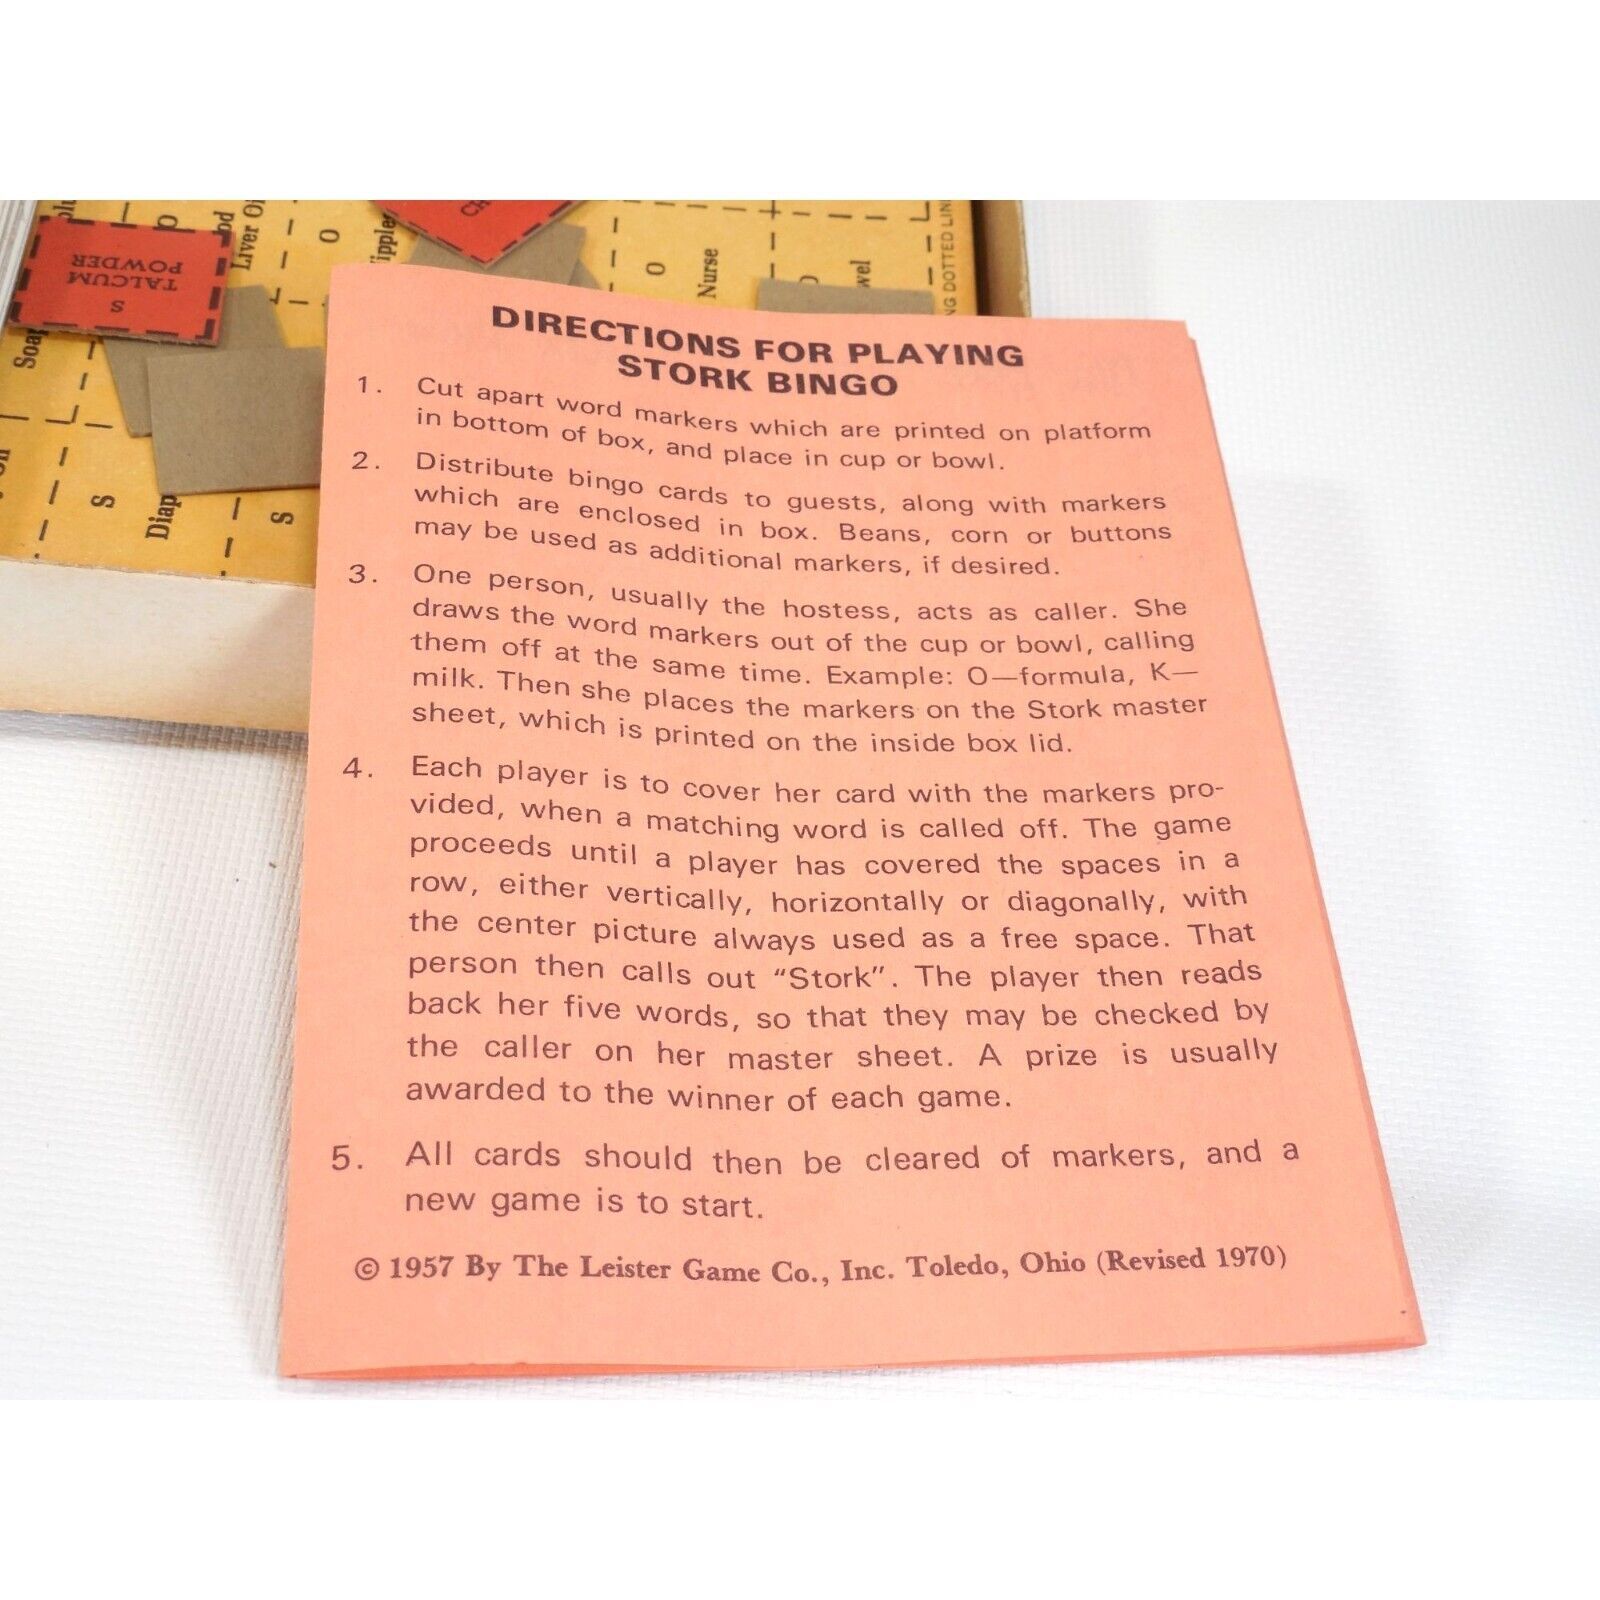 S
TALCUM
POWDER
Liver
O
O
Nurse
NG DOTTED
S
S
DIRECTIONS FOR PLAYING
STORK BINGO
1. Cut apart word markers which are printed on platform
in bottom of box, and place in cup or bowl.
2. Distribute bingo cards to guests, along with markers
which are enclosed in box. Beans, corn or buttons
may be used as additional markers, if desired.
3. One person, usually the hostess, acts as caller. She
draws the word markers out of the cup or bowl, calling
them off at the same time. Example: O—formula, K—
milk. Then she places the markers on the Stork master
sheet, which is printed on the inside box lid.
4. Each player is to cover her card with the markers pro-
vided, when a matching word is called off. The game
proceeds until a player has covered the spaces in a
row, either vertically, horizontally or diagonally, with
the center picture always used as a free space. That
person then calls out "Stork". The player then reads
back her five words, so that they may be checked by
the caller on her master sheet. A prize is usually
awarded to the winner of each game.
5. All cards should then be cleared of markers, and a
new game is to start.
© 1957 By The Leister Game Co., Inc. Toledo, Ohio (Revised 1970)